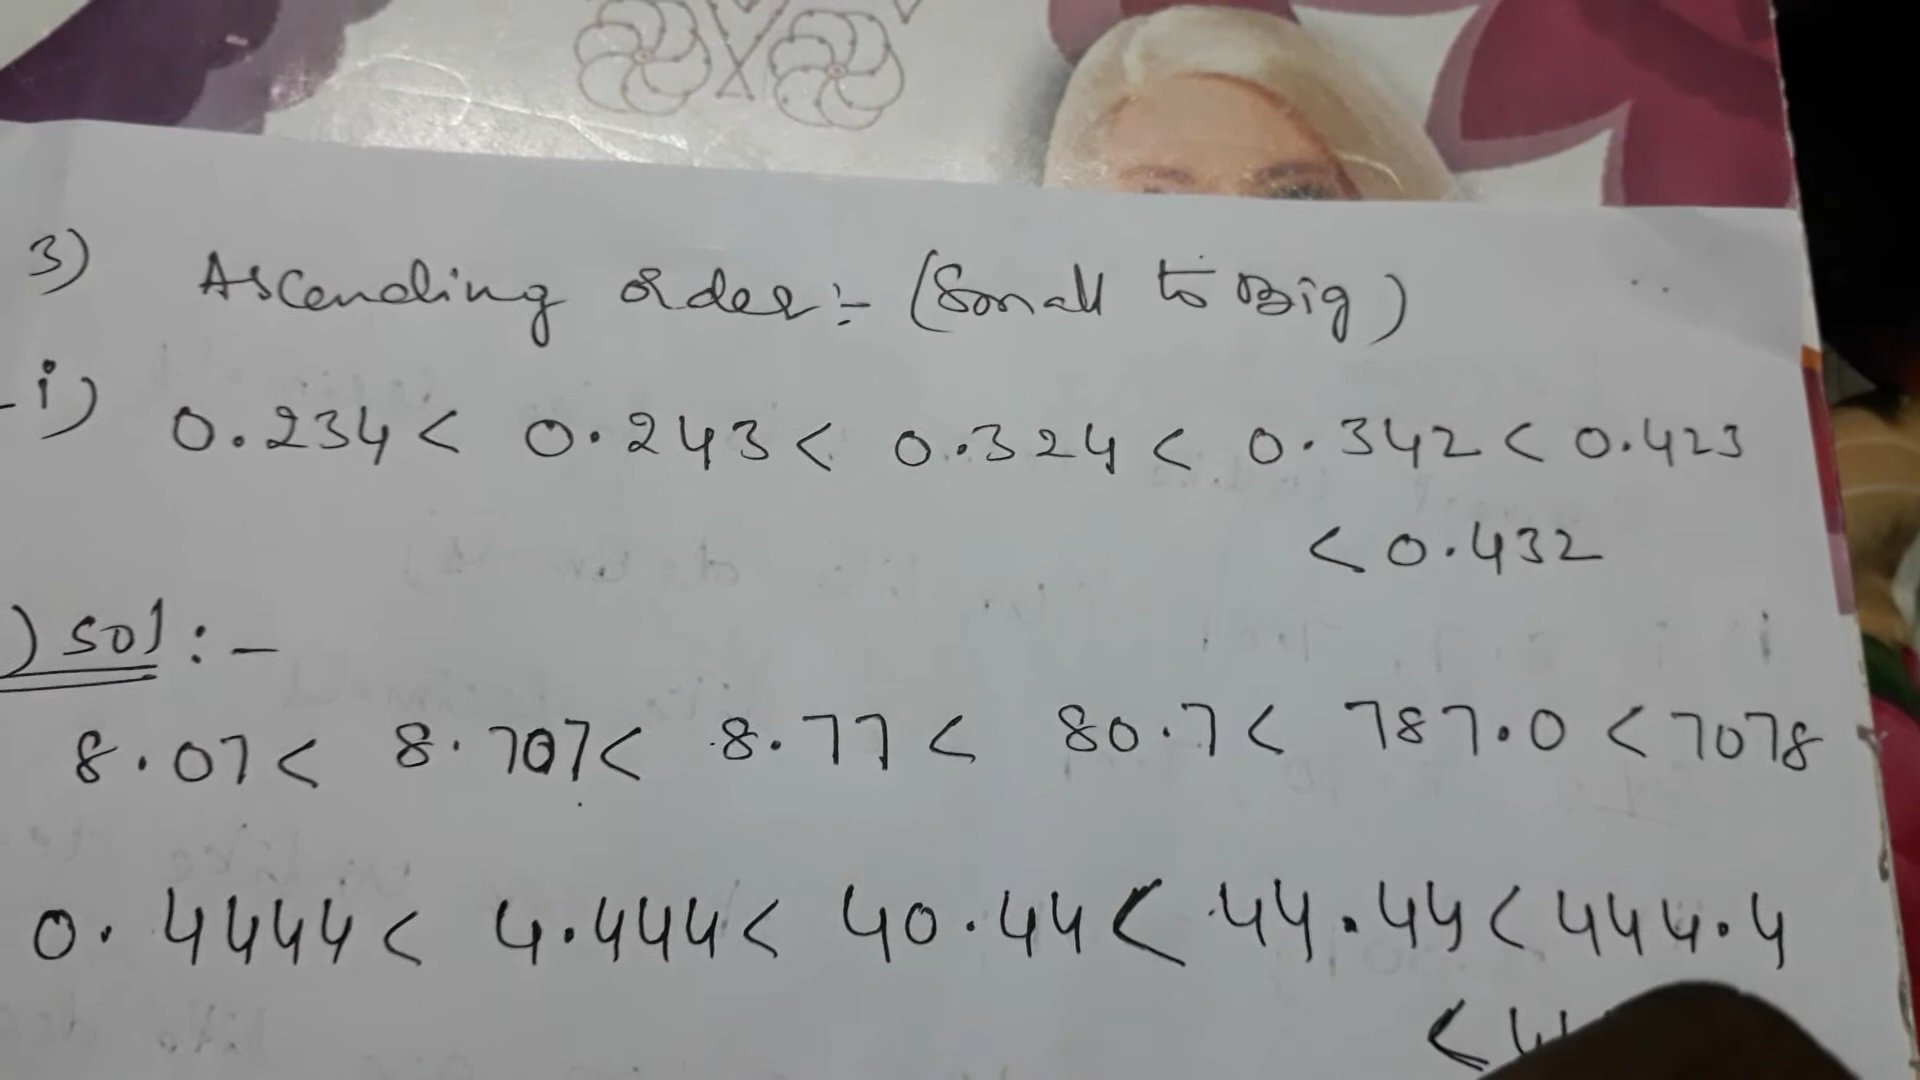 3) Ascending order:- (Small to Big)
i) 0.234 < 0.243 < 0.324 < 0.342 < 0.423
< 0.432
) Sol :-
8.07 < 8.707 < 8.77 < 80.7 < 787.0 < 7078
0.4444 < 4.444 < 40.44 < 44.44 < 444.4
<